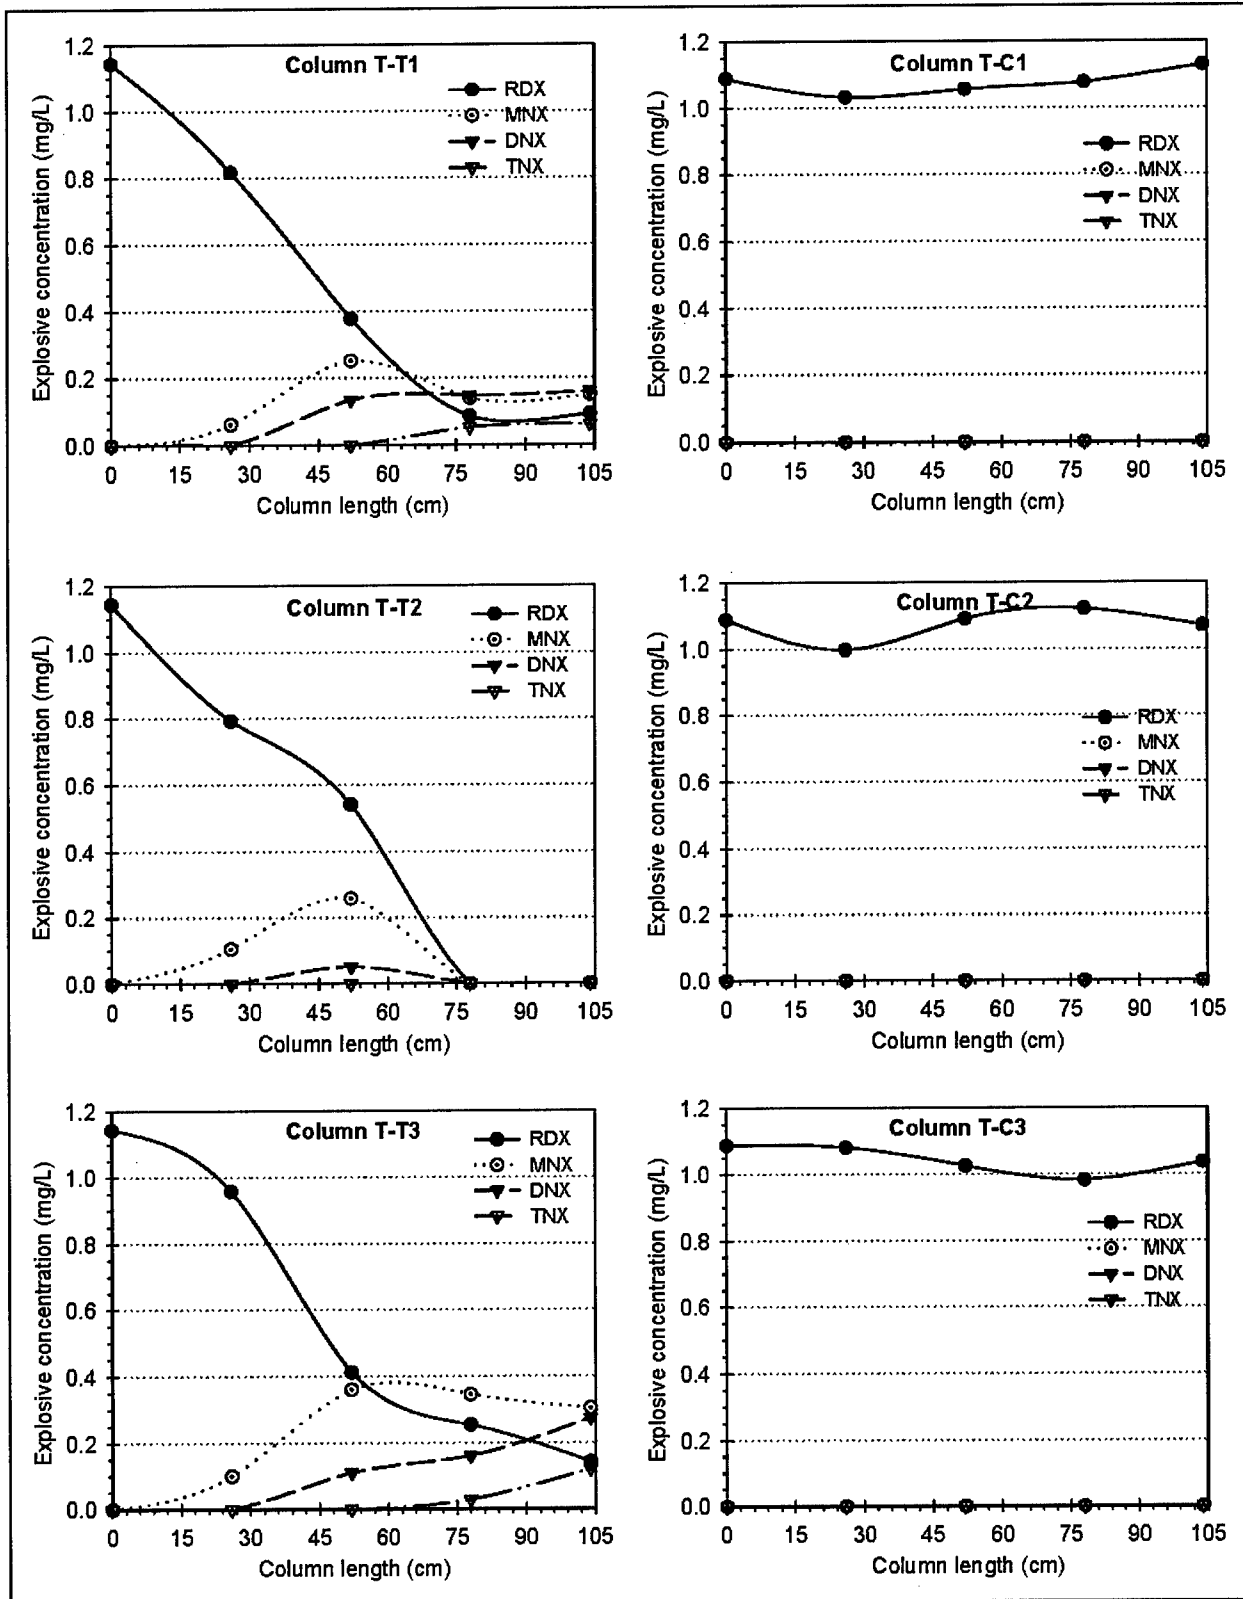 Column T-T1
RDX
MNX
DNX
TNX
Explosive concentration (mg/L)
1.2
1.0
0.8
0.6
0.4
0.2
0.0
0 15 30 45 60 75 90 105
Column length (cm)
Column T-C1
RDX
MNX
DNX
TNX
Explosive concentration (mg/L)
1.2
1.0
0.8
0.6
0.4
0.2
0.0
0 15 30 45 60 75 90 105
Column length (cm)
Column T-T2
RDX
MNX
DNX
TNX
Explosive concentration (mg/L)
1.2
1.0
0.8
0.6
0.4
0.2
0.0
0 15 30 45 60 75 90 105
Column length (cm)
Column T-C2
RDX
MNX
DNX
TNX
Explosive concentration (mg/L)
1.2
1.0
0.8
0.6
0.4
0.2
0.0
0 15 30 45 60 75 90 105
Column length (cm)
Column T-T3
RDX
MNX
DNX
TNX
Explosive concentration (mg/L)
1.2
1.0
0.8
0.6
0.4
0.2
0.0
0 15 30 45 60 75 90 105
Column length (cm)
Column T-C3
RDX
MNX
DNX
TNX
Explosive concentration (mg/L)
1.2
1.0
0.8
0.6
0.4
0.2
0.0
0 15 30 45 60 75 90 105
Column length (cm)